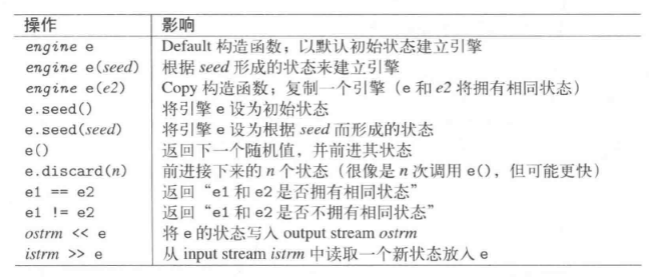 操作 影响
engine e Default 构造函数；以默认初始状态建立引擎
engine e(seed) 根据 seed 形成的状态来建立引擎
engine e(e2) Copy 构造函数；复制一个引擎（e 和 e2 将拥有相同状态）
e.seed() 将引擎 e 设为初始状态
e.seed(seed) 将引擎 e 设为根据 seed 而形成的状态
e() 返回下一个随机值，并前进其状态
e.discard(n) 前进接下来的 n 个状态（很像是 n 次调用 e()，但可能更快）
e1 == e2 返回“e1 和 e2 是否拥有相同状态”
e1 != e2 返回“e1 和 e2 是否不拥有相同状态”
ostrm << e 将 e 的状态写入 output stream ostrm
istrm >> e 从 input stream istrm 中读取一个新状态放入 e